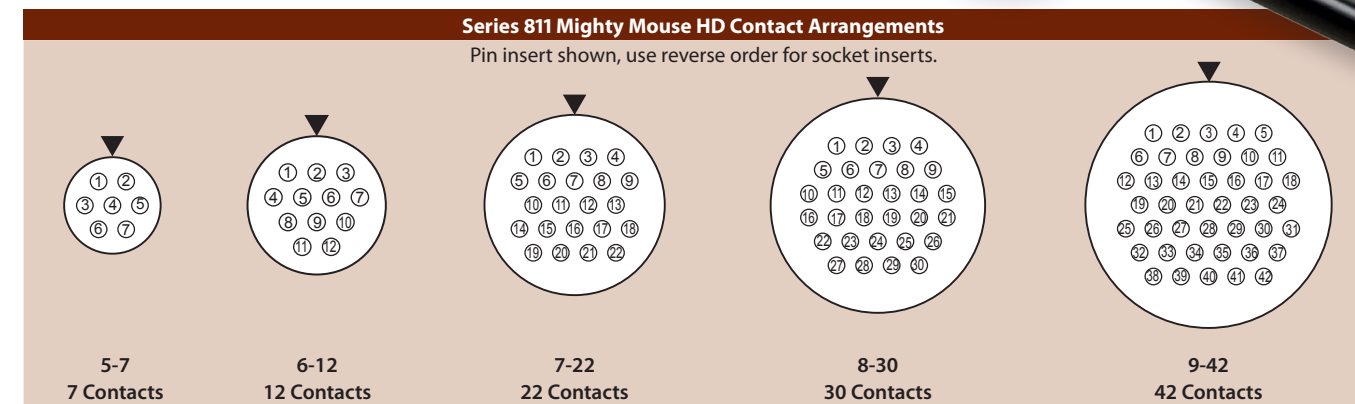 Series 811 Mighty Mouse HD Contact Arrangements
Pin insert shown, use reverse order for socket inserts.
1 2
3 4 5
6 7
1 2 3
4 5 6 7
8 9 10
11 12
1 2 3 4
5 6 7 8 9
10 11 12 13
14 15 16 17 18
19 20 21 22
1 2 3 4
5 6 7 8 9
10 11 12 13 14 15
16 17 18 19 20 21
22 23 24 25 26
27 28 29 30
1 2 3 4 5
6 7 8 9 10 11
12 13 14 15 16 17 18
19 20 21 22 23 24
25 26 27 28 29 30 31
32 33 34 35 36 37
38 39 40 41 42
5-7
7 Contacts
6-12
12 Contacts
7-22
22 Contacts
8-30
30 Contacts
9-42
42 Contacts